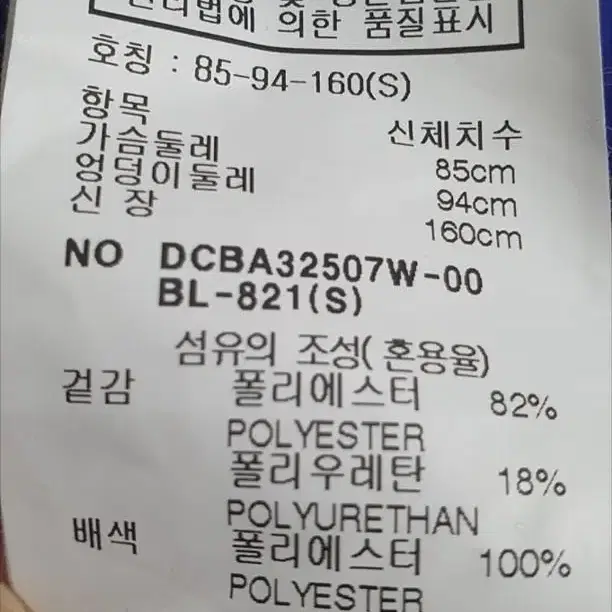 관리법에 의한 품질표시
호칭 : 85-94-160(S)
항목 신체치수
가슴둘레 85cm
엉덩이둘레 94cm
신 장 160cm
NO DCBA32507W-00
BL-821(S)
섬유의 조성( 혼용율)
겉감 폴리에스터 82%
POLYESTER
폴리우레탄 18%
POLYURETHAN
배색 폴리에스터 100%
POLYESTER